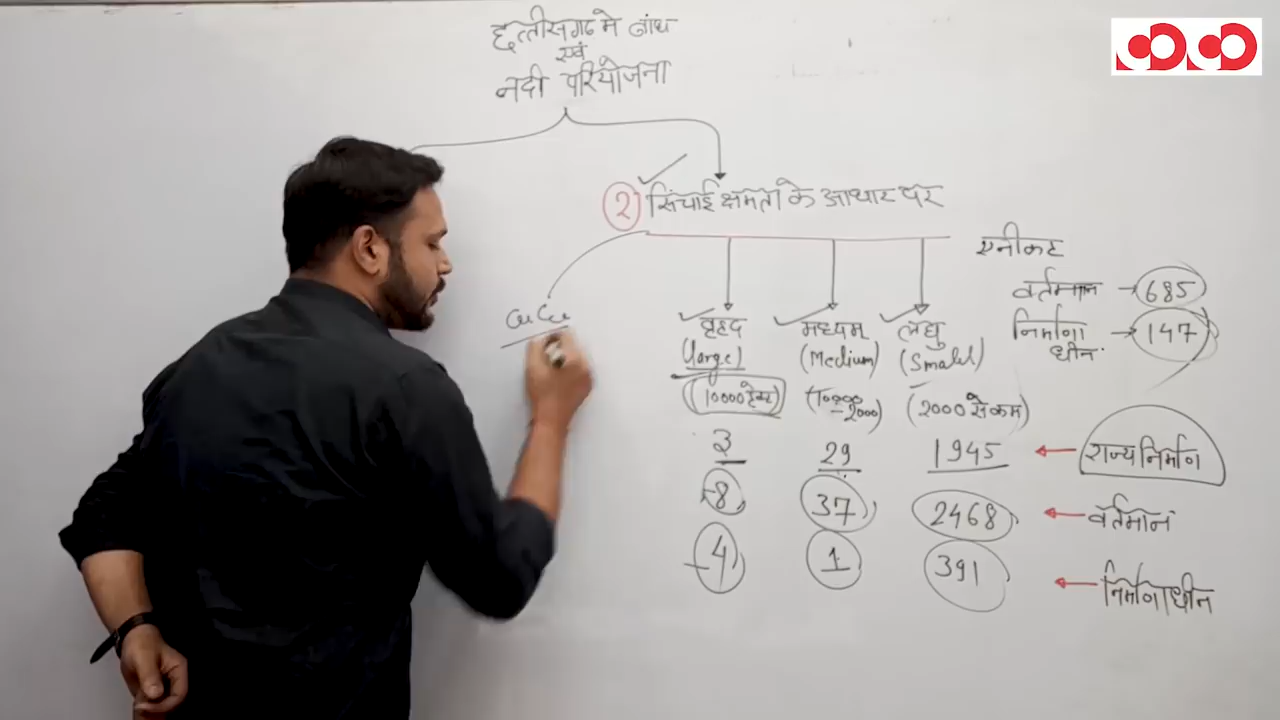 छत्तीसगढ मे बांध
एवं
नदी परियोजना
2 सिंचाई क्षमता के आधार पर
एनीकट
वर्तमान → 685
निर्माणाधीन → 147
वृहद मध्यम् लघु
(large) (Medium) (Small)
(10000हेक्ट) (10000-2000) (2000 से कम)
3 29 1945 ← राज्य निर्माण
8 37 2468 ← वर्तमान
4 1 391 ← निर्माणाधीन